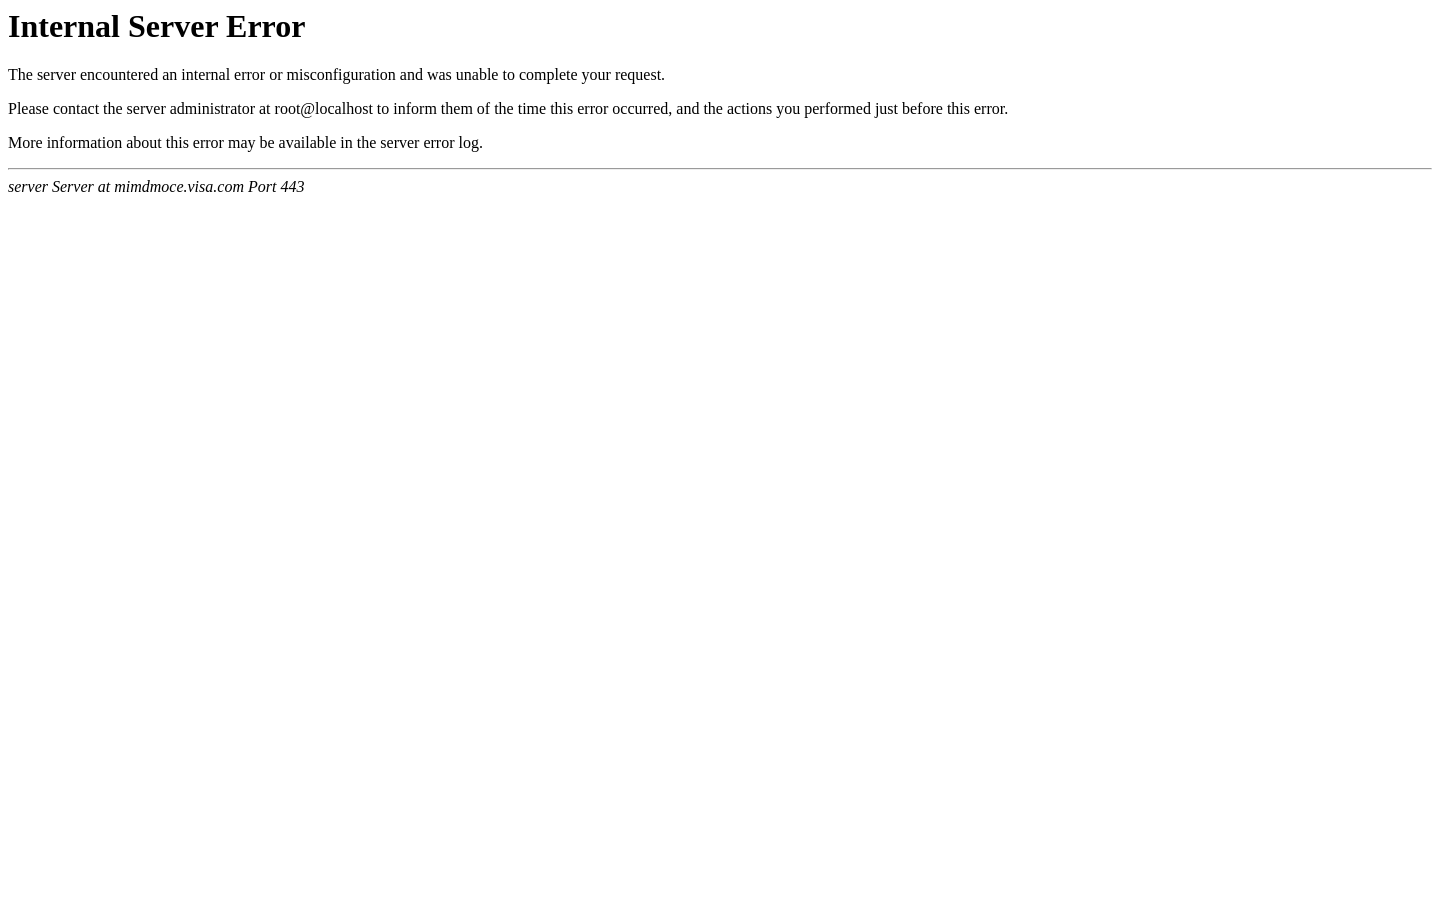 Internal Server Error
The server encountered an internal error or misconfiguration and was unable to complete your request.
Please contact the server administrator at root@localhost to inform them of the time this error occurred, and the actions you performed just before this error.
More information about this error may be available in the server error log.
server Server at mimdmoce.visa.com Port 443